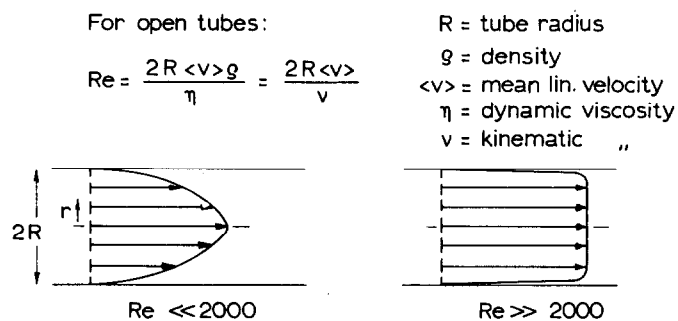 For open tubes:
Re = 2R <v> ρ / η = 2R <v> / ν
R = tube radius
ρ = density
<v> = mean lin. velocity
η = dynamic viscosity
ν = kinematic „
2R
r
Re ≪ 2000
Re ≫ 2000